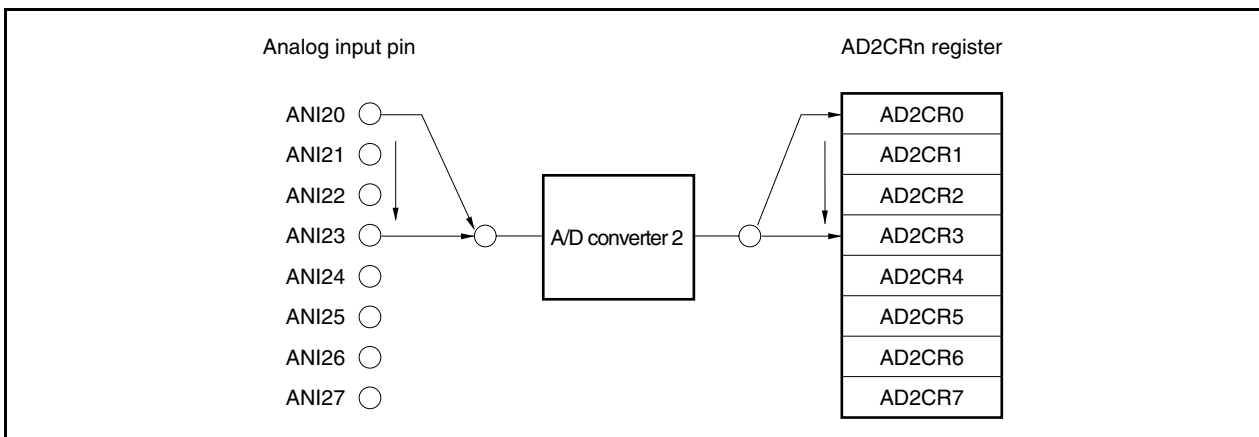 Analog input pin
AD2CRn register
ANI20
ANI21
ANI22
ANI23
ANI24
ANI25
ANI26
ANI27
A/D converter 2
AD2CR0
AD2CR1
AD2CR2
AD2CR3
AD2CR4
AD2CR5
AD2CR6
AD2CR7